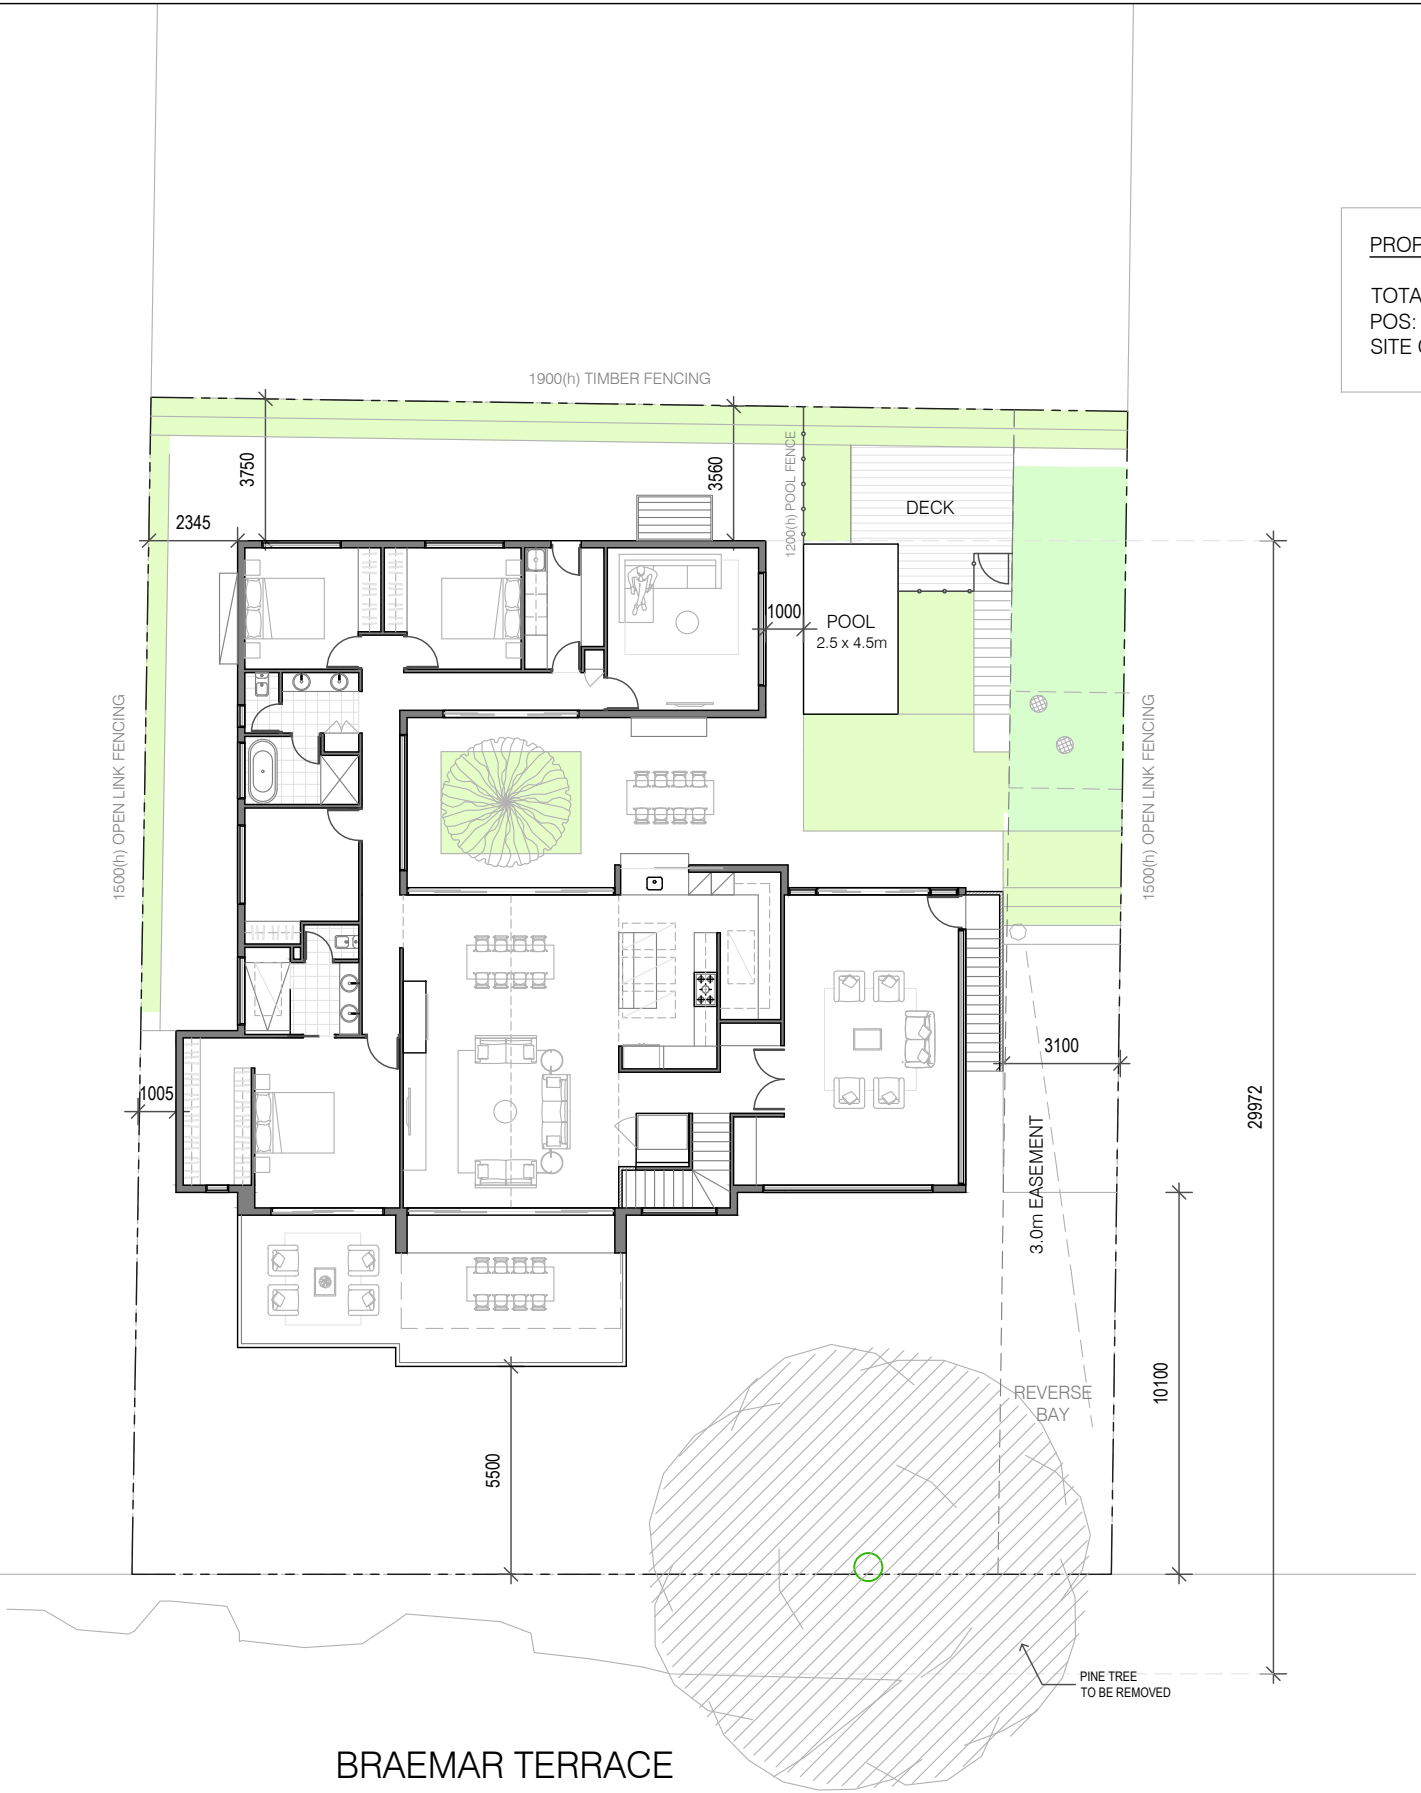 PROP
TOTA
POS:
SITE
1900(h) TIMBER FENCING
3750
3560
1200(h) POOL FENCE
DECK
2345
1000
POOL
2.5 x 4.5m
1500(h) OPEN LINK FENCING
1500(h) OPEN LINK FENCING
3100
1005
29972
3.0m EASEMENT
10100
REVERSE
BAY
5500
PINE TREE
TO BE REMOVED
BRAEMAR TERRACE